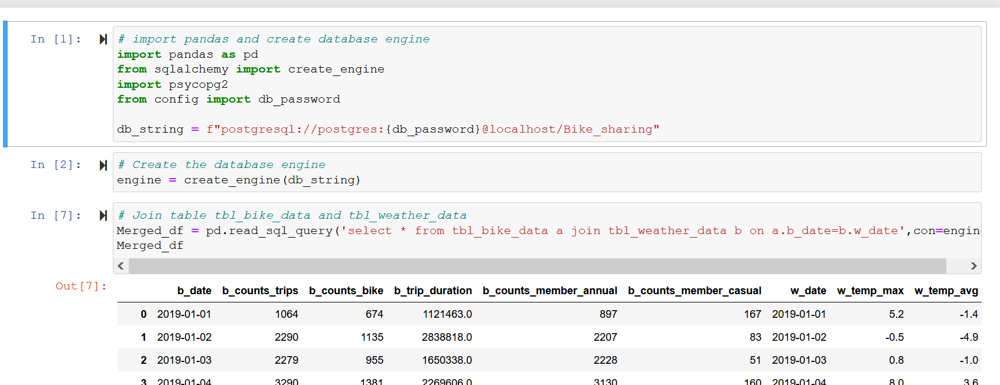 In [1]:
# import pandas and create database engine
import pandas as pd
from sqlalchemy import create_engine
import psycopg2
from config import db_password
db_string = f"postgresql://postgres:{db_password}@localhost/Bike_sharing"
In [2]:
# Create the database engine
engine = create_engine(db_string)
In [7]:
# Join table tbl_bike_data and tbl_weather_data
Merged_df = pd.read_sql_query('select * from tbl_bike_data a join tbl_weather_data b on a.b_date=b.w_date',con=engin
Merged_df
Out[7]:
b_date b_counts_trips b_counts_bike b_trip_duration b_counts_member_annual b_counts_member_casual w_date w_temp_max w_temp_avg
0 2019-01-01 1064 674 1121463.0 897 167 2019-01-01 5.2 -1.4
1 2019-01-02 2290 1135 2838818.0 2207 83 2019-01-02 -0.5 -4.9
2 2019-01-03 2279 955 1650338.0 2228 51 2019-01-03 0.8 -1.0
3 2019-01-04 3290 1381 2269606.0 3130 160 2019-01-04 8.0 3.6